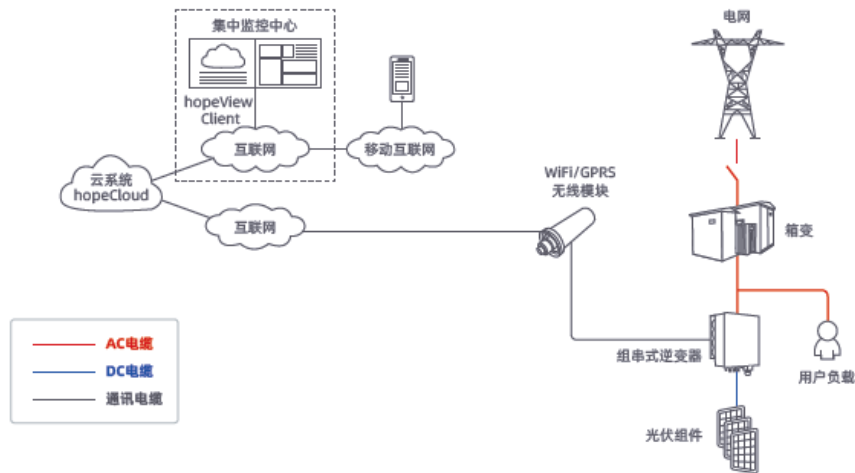 集中监控中心
hopeView
Client
互联网
移动互联网
云系统
hopeCloud
互联网
WiFi/GPRS
无线模块
电网
箱变
组串式逆变器
用户负载
光伏组件
AC电缆
DC电缆
通讯电缆